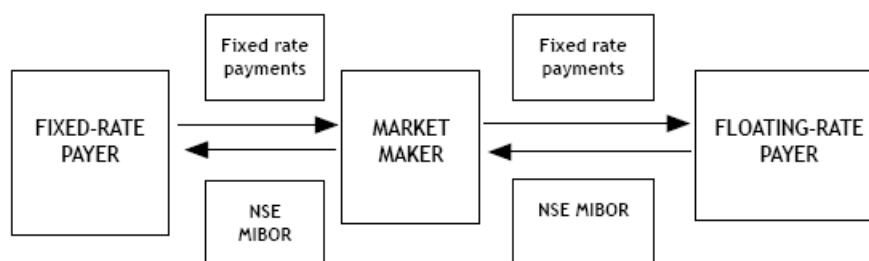 Fixed rate
payments
Fixed rate
payments
FIXED-RATE
PAYER
MARKET
MAKER
FLOATING-RATE
PAYER
NSE
MIBOR
NSE MIBOR